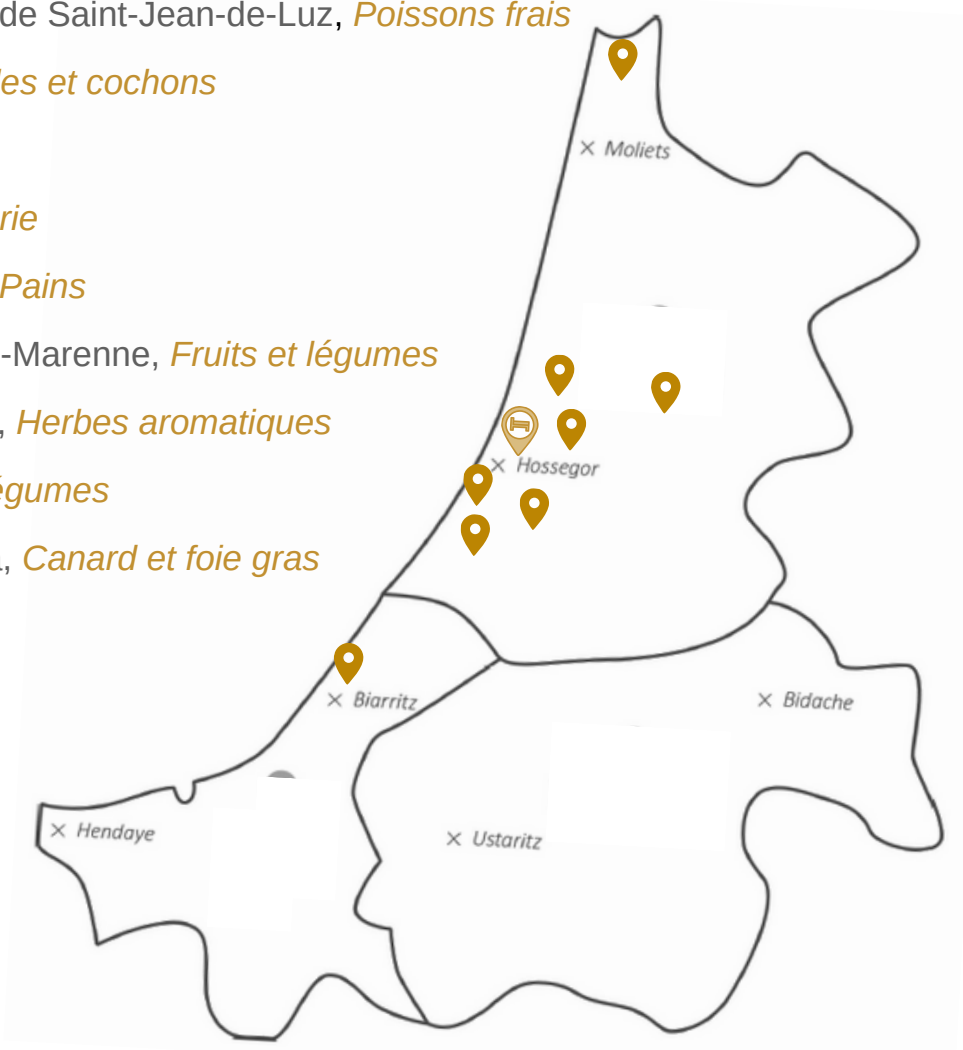 de Saint-Jean-de-Luz, Poissons frais
les et cochons
rie
Pains
-Marenne, Fruits et légumes
, Herbes aromatiques
égumes
, Canard et foie gras
Moliets
Hossegor
Biarritz
Bidache
Hendaye
Ustaritz